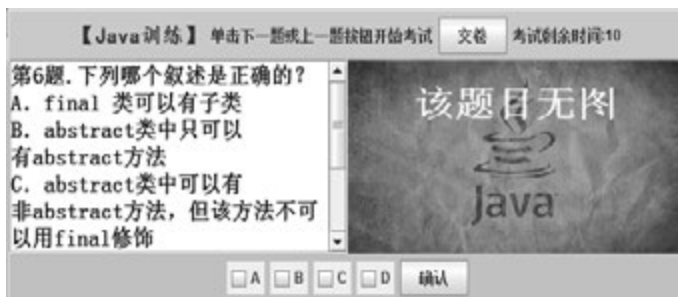 【Java训练】 单击下一题或上一题按钮开始考试 交卷 考试剩余时间:10
第6题.下列哪个叙述是正确的?
A. final 类可以有子类
B. abstract类中只可以
有abstract方法
C. abstract类中可以有
非abstract方法，但该方法不可
以用final修饰
该题目无图
Java
A B C D 确认